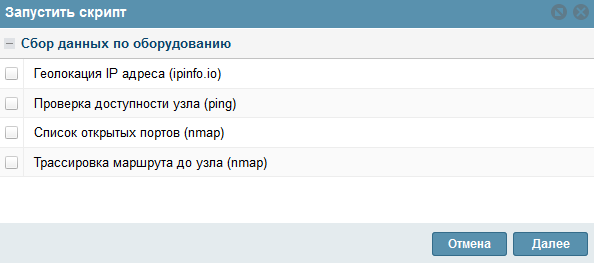 Запустить скрипт
Сбор данных по оборудованию
Геолокация IP адреса (ipinfo.io)
Проверка доступности узла (ping)
Список открытых портов (nmap)
Трассировка маршрута до узла (nmap)
Отмена Далее